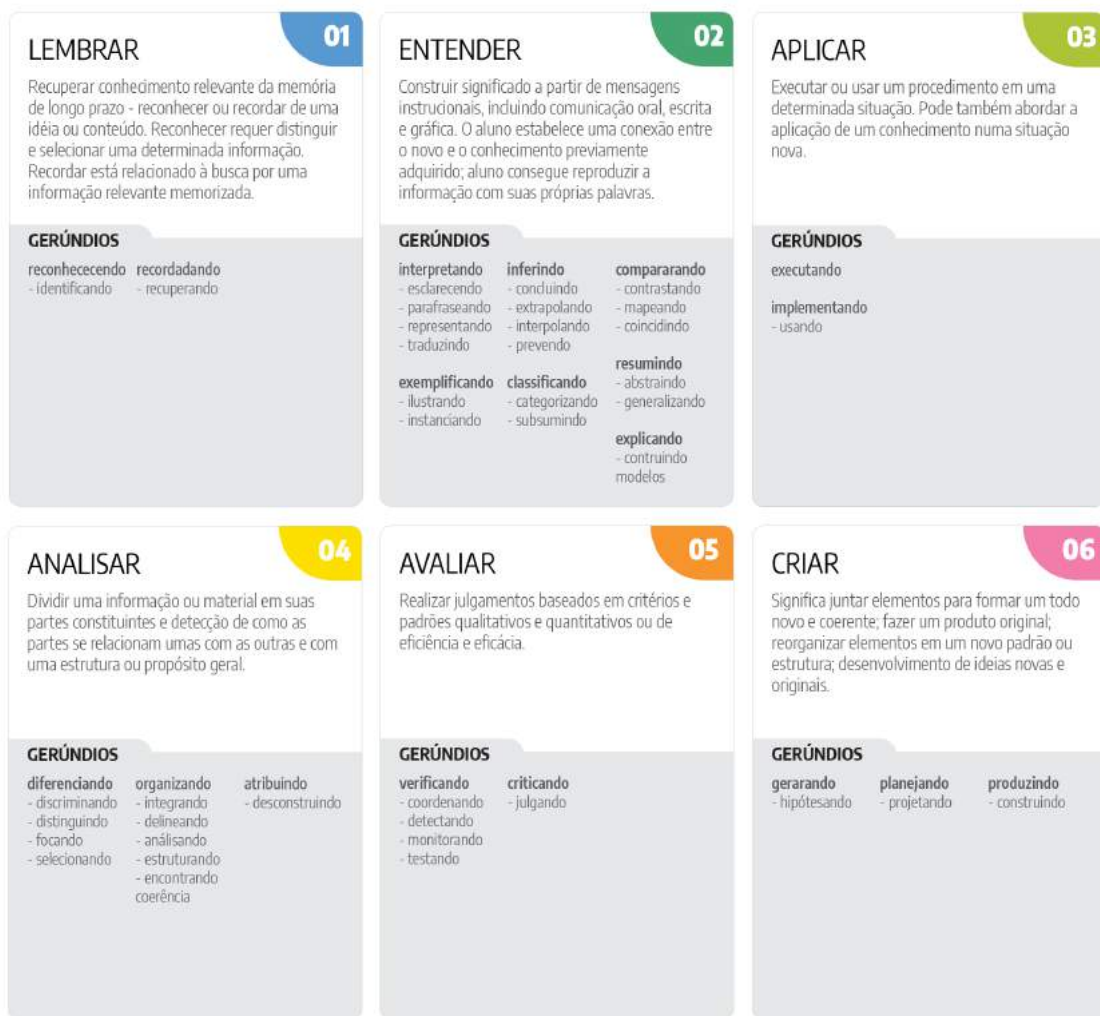 01
LEMBRAR
Recuperar conhecimento relevante da memória
de longo prazo - reconhecer ou recordar de uma
idéia ou conteúdo. Reconhecer requer distinguir
e selecionar uma determinada informação.
Recordar está relacionado à busca por uma
informação relevante memorizada.
GERÚNDIOS
reconhececendo
- identificando
recordadando
- recuperando
02
ENTENDER
Construir significado a partir de mensagens
instrucionais, incluindo comunicação oral, escrita
e gráfica. O aluno estabelece uma conexão entre
o novo e o conhecimento previamente
adquirido; aluno consegue reproduzir a
informação com suas próprias palavras.
GERÚNDIOS
interpretando
- esclarecendo
- parafraseando
- representando
- traduzindo
exemplificando
- ilustrando
- instanciando
inferindo
- concluindo
- extrapolando
- interpolando
- prevendo
classificando
- categorizando
- subsumindo
compararando
- contrastando
- mapeando
- coincidindo
resumindo
- abstraindo
- generalizando
explicando
- contruindo
modelos
03
APLICAR
Executar ou usar um procedimento em uma
determinada situação. Pode também abordar a
aplicação de um conhecimento numa situação
nova.
GERÚNDIOS
executando
implementando
- usando
04
ANALISAR
Dividir uma informação ou material em suas
partes constituintes e detecção de como as
partes se relacionam umas com as outras e com
uma estrutura ou propósito geral.
GERÚNDIOS
diferenciando
- discriminando
- distinguindo
- focando
- selecionando
organizando
- integrando
- delineando
- análisando
- estruturando
- encontrando
coerência
atribuindo
- desconstruindo
05
AVALIAR
Realizar julgamentos baseados em critérios e
padrões qualitativos e quantitativos ou de
eficiência e eficácia.
GERÚNDIOS
verificando
- coordenando
- detectando
- monitorando
- testando
criticando
- julgando
06
CRIAR
Significa juntar elementos para formar um todo
novo e coerente; fazer um produto original;
reorganizar elementos em um novo padrão ou
estrutura; desenvolvimento de ideias novas e
originais.
GERÚNDIOS
gerarando
- hipótesando
planejando
- projetando
produzindo
- construindo